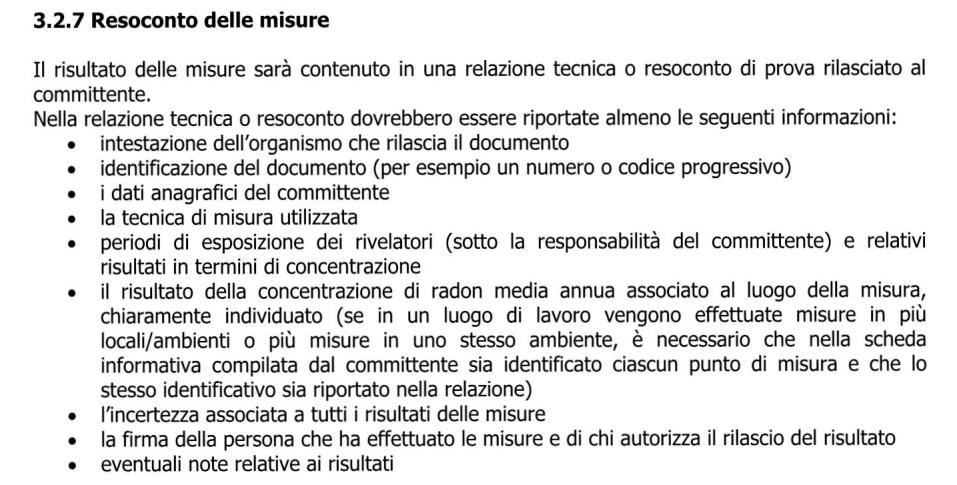 3.2.7 Resoconto delle misure
Il risultato delle misure sarà contenuto in una relazione tecnica o resoconto di prova rilasciato al
committente.
Nella relazione tecnica o resoconto dovrebbero essere riportate almeno le seguenti informazioni:
• intestazione dell'organismo che rilascia il documento
• identificazione del documento (per esempio un numero o codice progressivo)
• i dati anagrafici del committente
• la tecnica di misura utilizzata
• periodi di esposizione dei rivelatori (sotto la responsabilità del committente) e relativi
risultati in termini di concentrazione
• il risultato della concentrazione di radon media annua associato al luogo della misura,
chiaramente individuato (se in un luogo di lavoro vengono effettuate misure in più
locali/ambienti o più misure in uno stesso ambiente, è necessario che nella scheda
informativa compilata dal committente sia identificato ciascun punto di misura e che lo
stesso identificativo sia riportato nella relazione)
• l'incertezza associata a tutti i risultati delle misure
• la firma della persona che ha effettuato le misure e di chi autorizza il rilascio del risultato
• eventuali note relative ai risultati